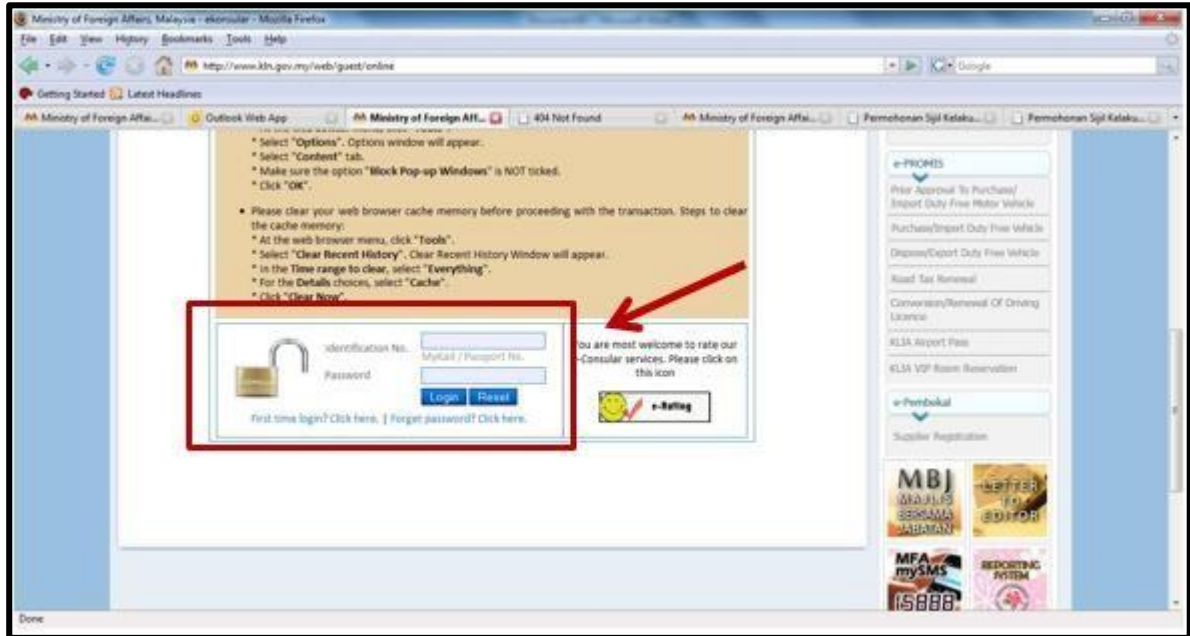 Ministry of Foreign Affairs, Malaysia - ekonsular - Mozilla Firefox
File Edit View History Bookmarks Tools Help
http://www.kln.gov.my/web/guest/online
Google
Getting Started Latest Headlines
Ministry of Foreign Affai...
Outlook Web App
Ministry of Foreign Aff...
404 Not Found
Ministry of Foreign Affai...
Permohonan Sijil Kelaku...
Permohonan Sijil Kelaku...
* Select "Options". Options window will appear.
* Select "Content" tab.
* Make sure the option "Block Pop-up Windows" is NOT ticked.
* Click "OK".
• Please clear your web browser cache memory before proceeding with the transaction. Steps to clear
the cache memory:
* At the web browser menu, click "Tools".
* Select "Clear Recent History". Clear Recent History Window will appear.
* In the Time range to clear, select "Everything".
* For the Details choices, select "Cache".
* Click "Clear Now".
Identification No.
MyKad / Passport No.
Password
Login Reset
First time login? Click here. | Forget password? Click here.
You are most welcome to rate our
e-Consular services. Please click on
this icon
e-Rating
e-PROMIS
Prior Approval To Purchase/
Import Duty Free Motor Vehicle
Purchase/Import Duty Free Vehicle
Dispose/Export Duty Free Vehicle
Road Tax Renewal
Conversion/Renewal Of Driving
Licence
KLIA Airport Pass
KLIA VIP Room Reservation
e-Pembekal
Supplier Registration
MBJ
MAJLIS
BERSAMA
JABATAN
LETTER
TO
EDITOR
MFA
mySMS
15888
REPORTING
SYSTEM
Done